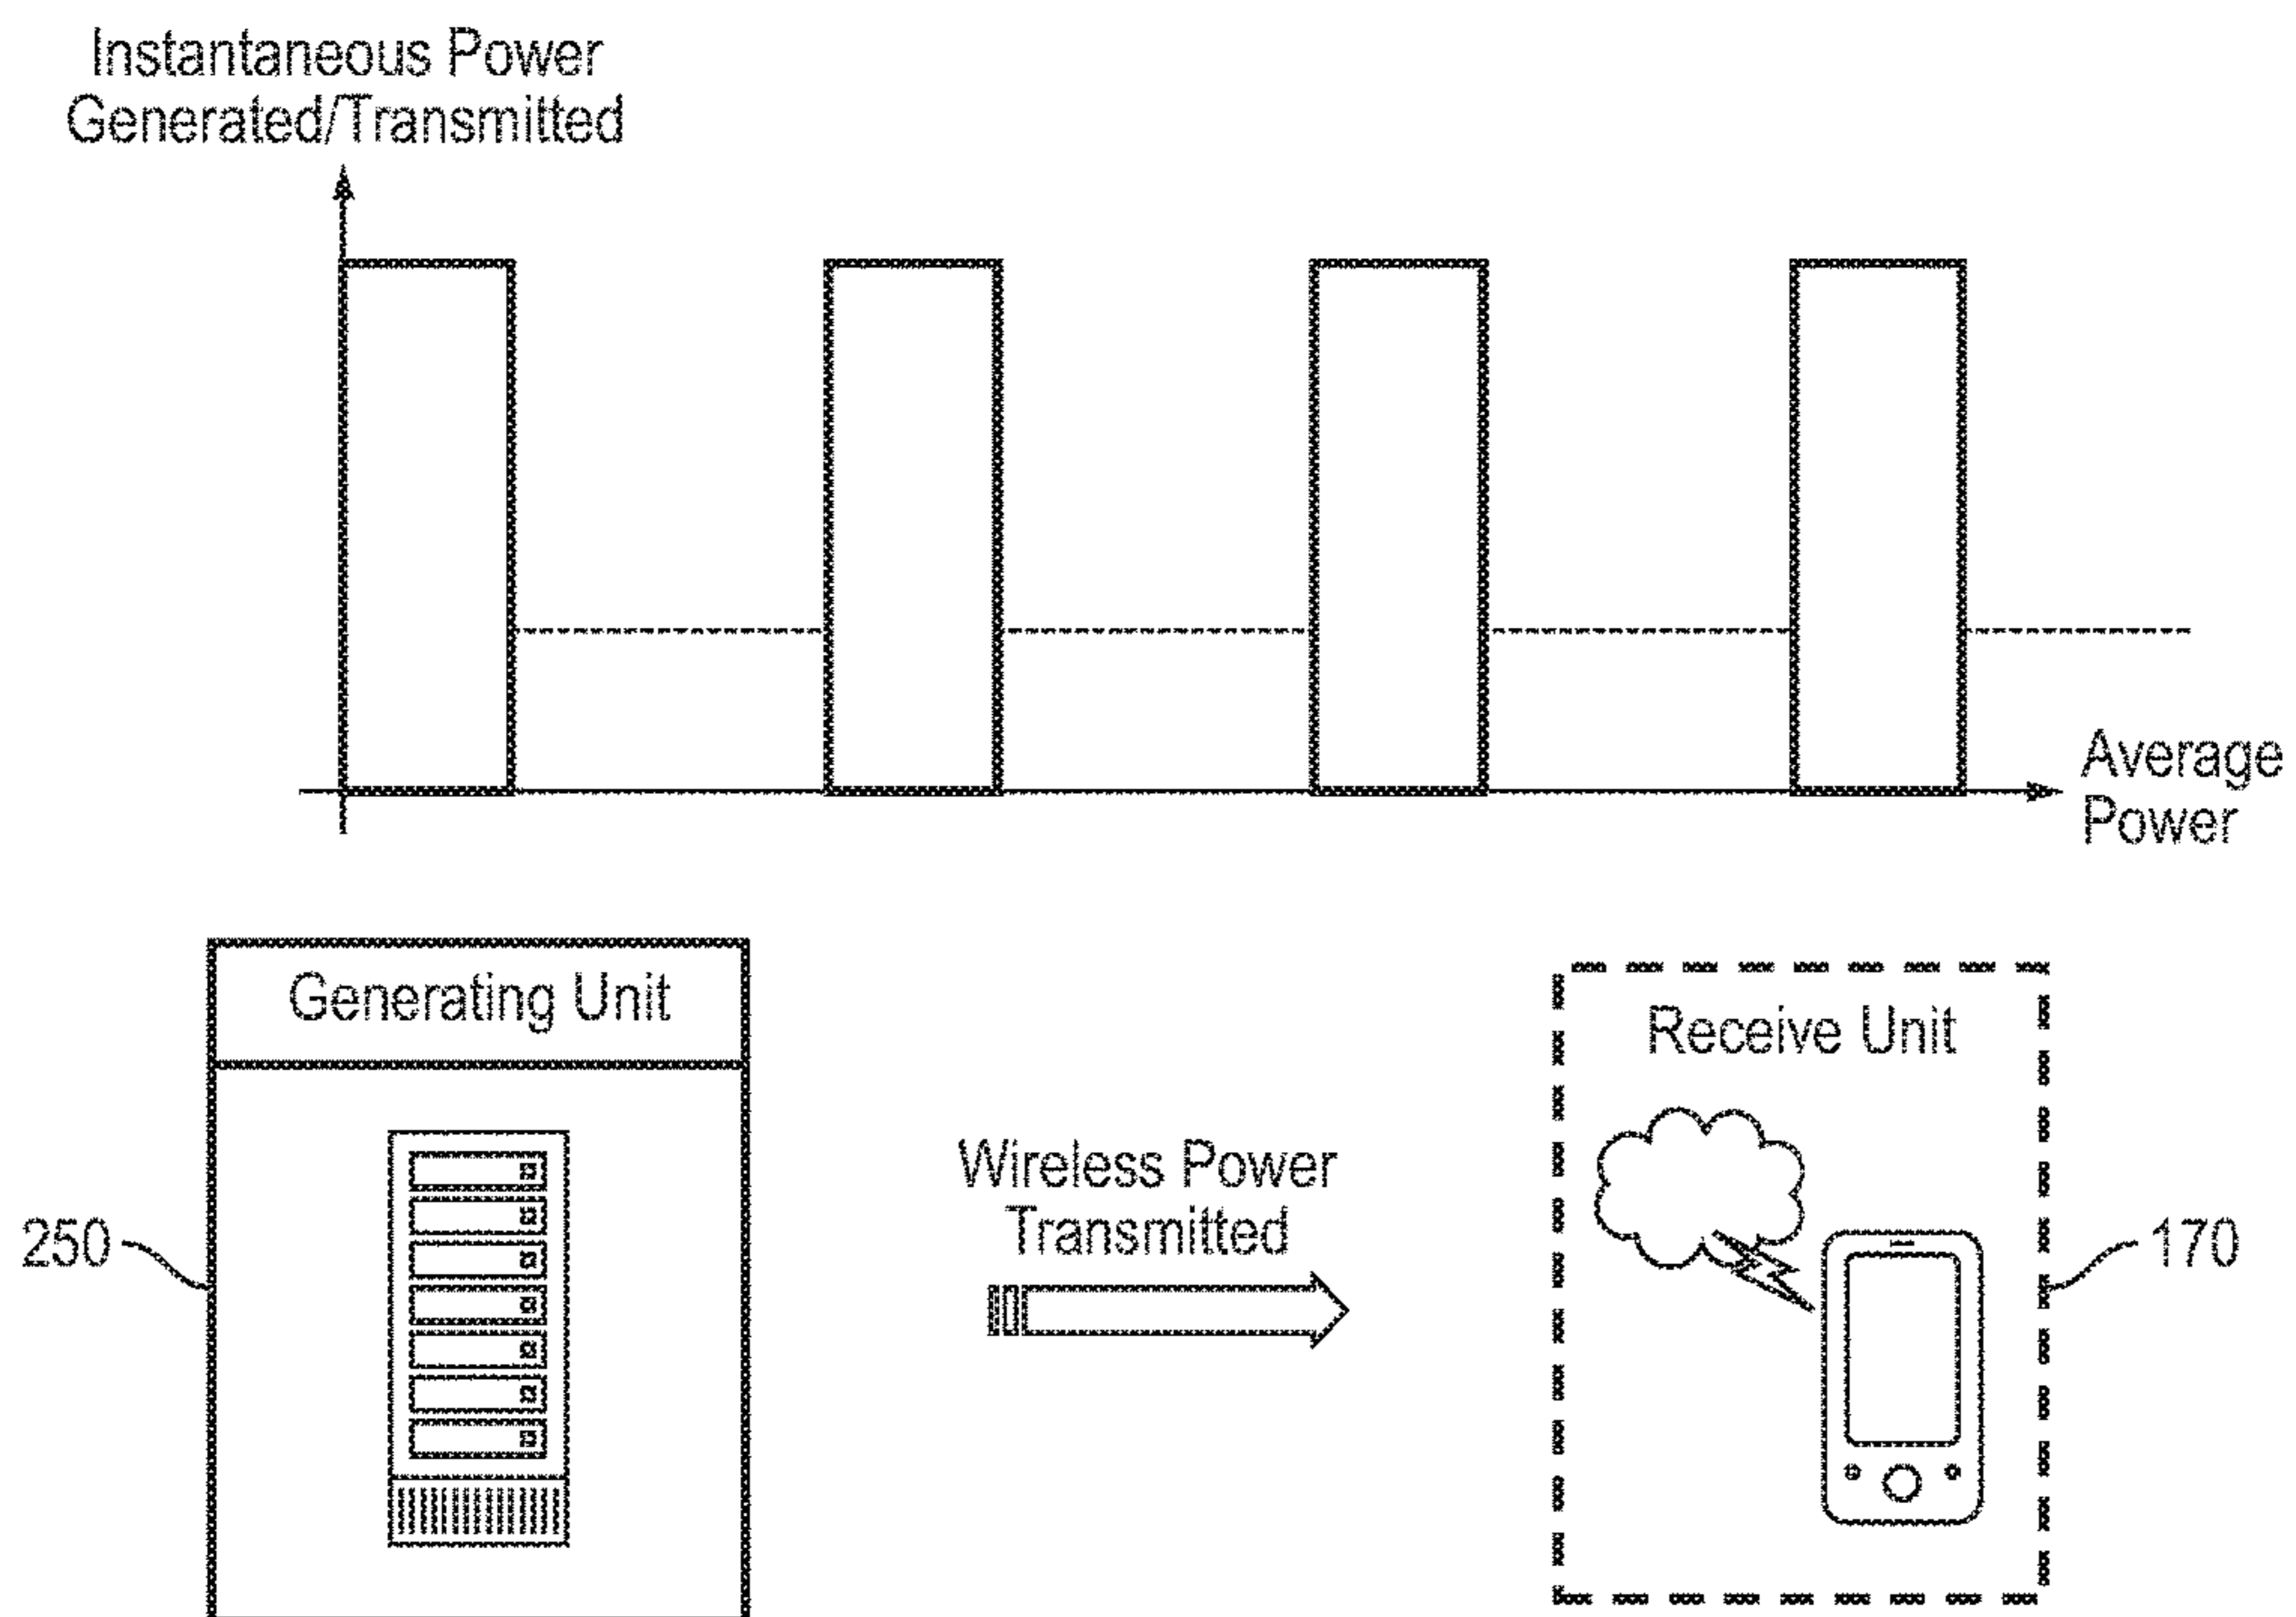 Instantaneous Power
Generated/Transmitted
Average
Power
Generating Unit
Receive Unit
Wireless Power
Transmitted
250
170